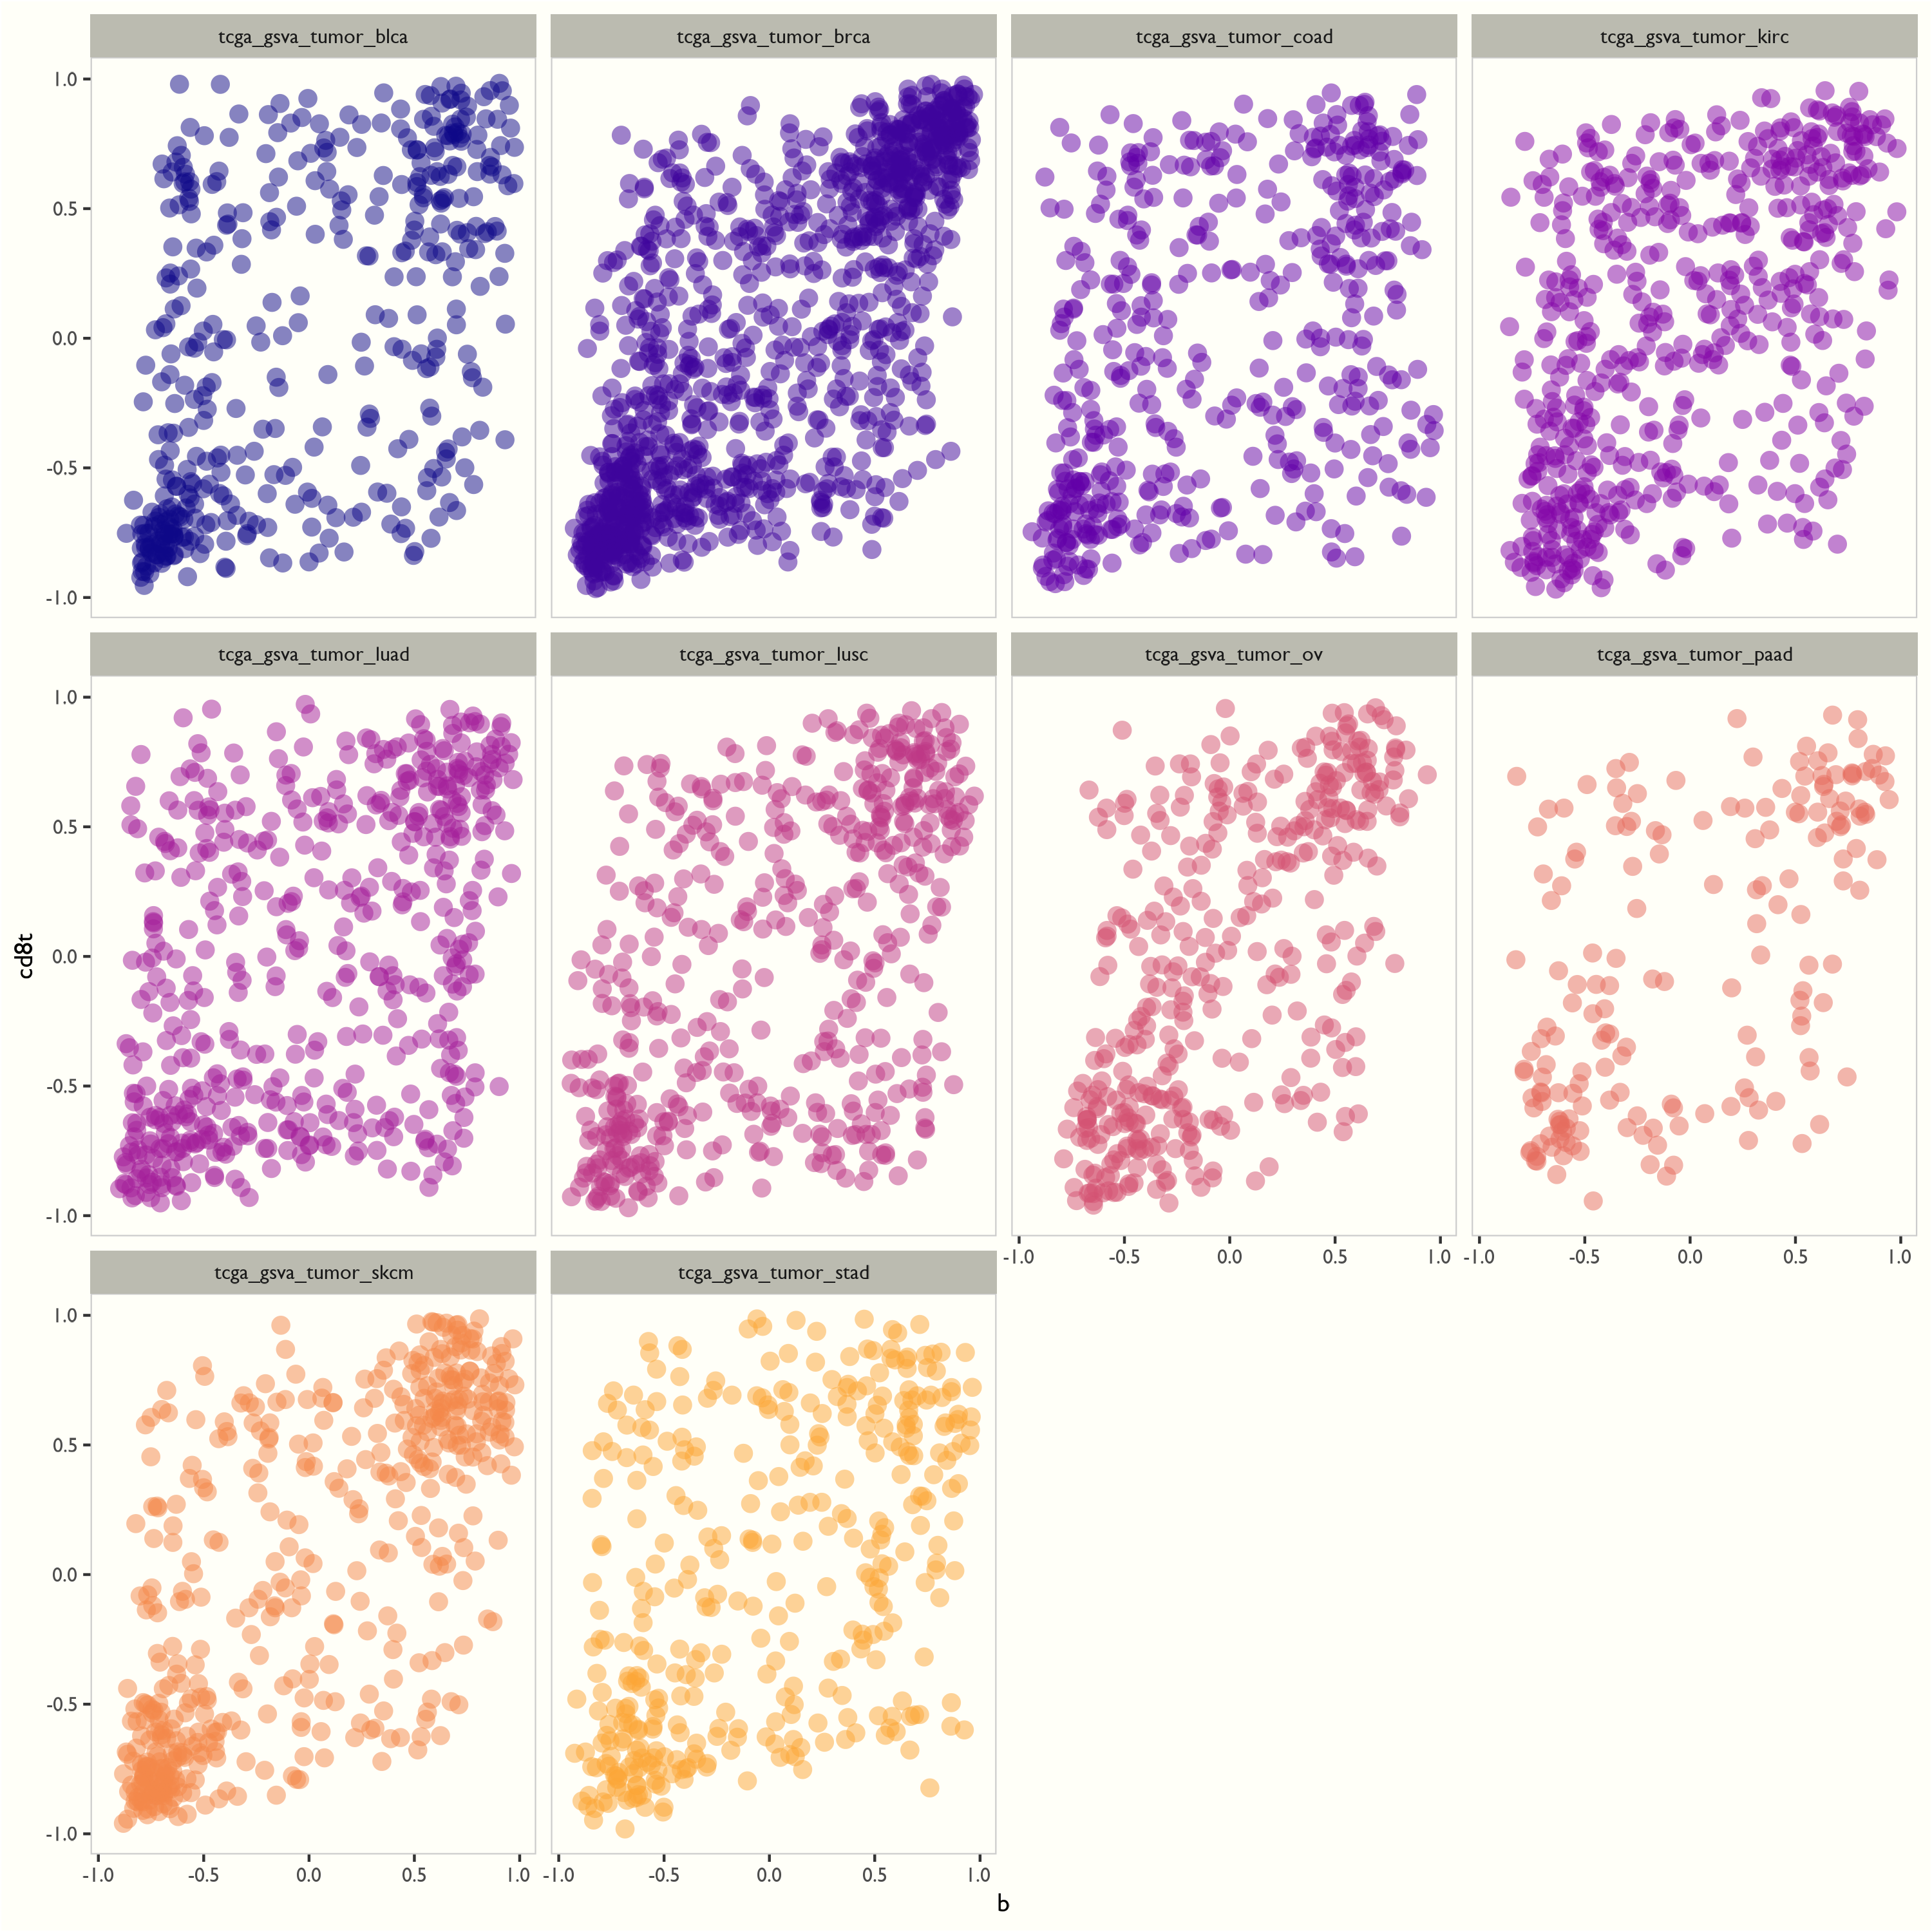 tcga_gsva_tumor_blca tcga_gsva_tumor_brca tcga_gsva_tumor_coad tcga_gsva_tumor_kirc
1.0
0.5
0.0
-0.5
-1.0
tcga_gsva_tumor_luad tcga_gsva_tumor_lusc tcga_gsva_tumor_ov tcga_gsva_tumor_paad
1.0
0.5
0.0
-0.5
-1.0
cd8t
-1.0 -0.5 0.0 0.5 1.0 -1.0 -0.5 0.0 0.5 1.0
tcga_gsva_tumor_skcm tcga_gsva_tumor_stad
1.0
0.5
0.0
-0.5
-1.0
-1.0 -0.5 0.0 0.5 1.0 -1.0 -0.5 0.0 0.5 1.0
b